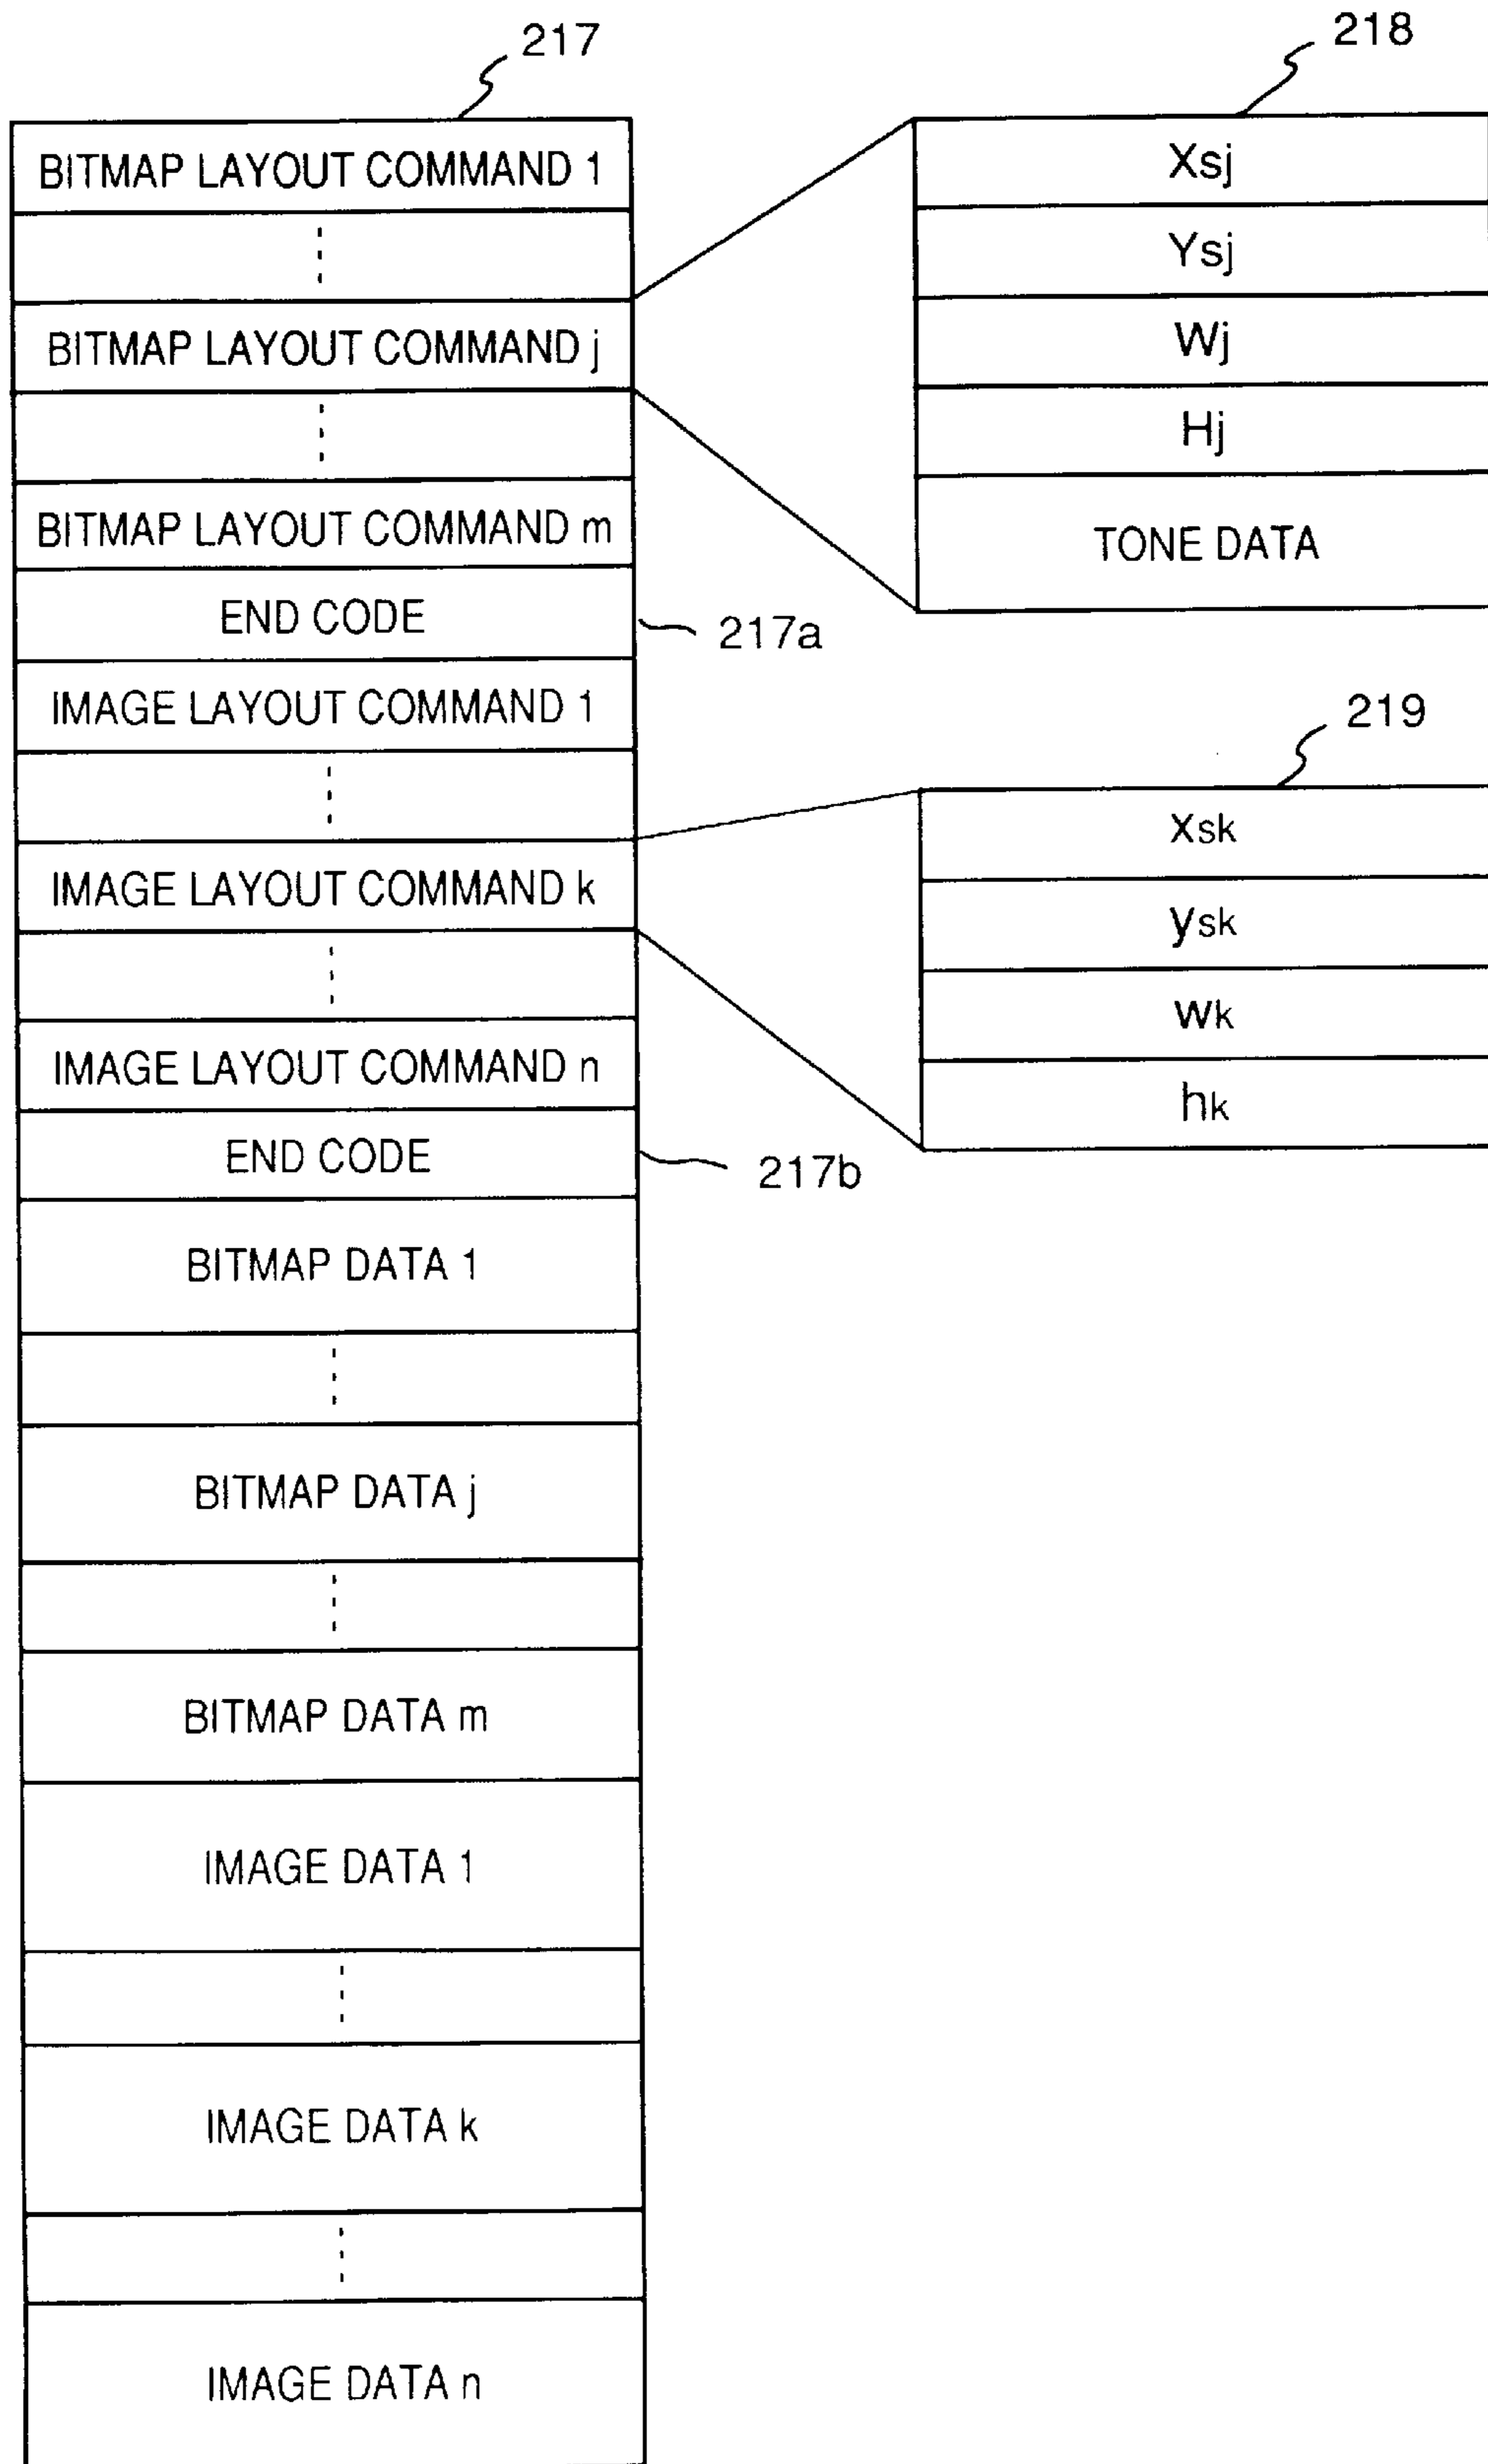 217
BITMAP LAYOUT COMMAND 1
BITMAP LAYOUT COMMAND j
BITMAP LAYOUT COMMAND m
END CODE
217a
IMAGE LAYOUT COMMAND 1
IMAGE LAYOUT COMMAND k
IMAGE LAYOUT COMMAND n
END CODE
217b
BITMAP DATA 1
BITMAP DATA j
BITMAP DATA m
IMAGE DATA 1
IMAGE DATA k
IMAGE DATA n
218
Xsj
Ysj
Wj
Hj
TONE DATA
219
xsk
ysk
wk
hk